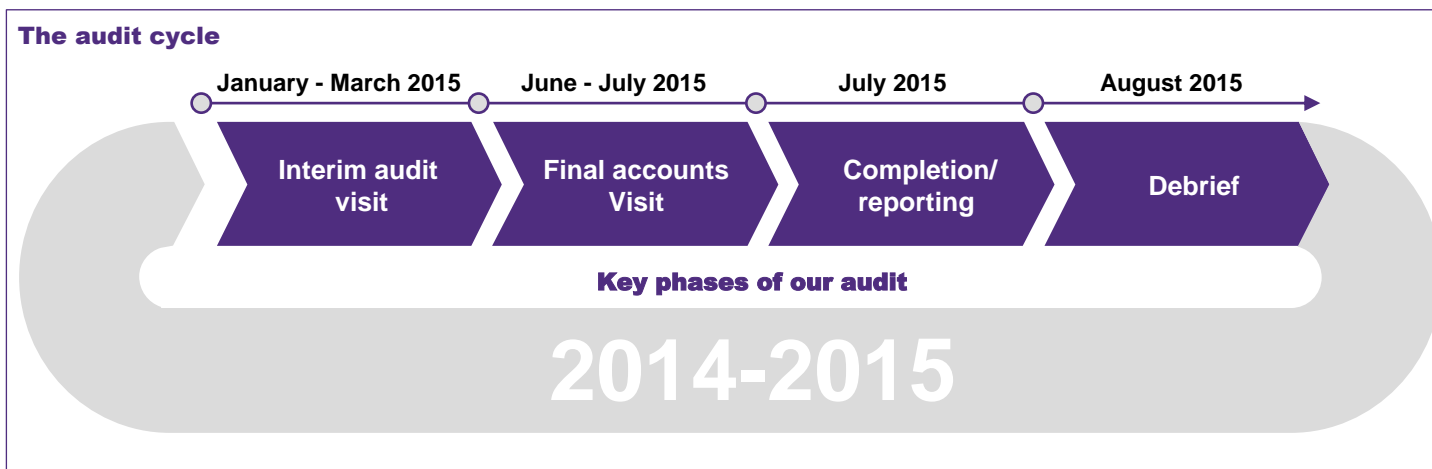 The audit cycle
January - March 2015
June - July 2015
July 2015
August 2015
Interim audit
visit
Final accounts
Visit
Completion/
reporting
Debrief
Key phases of our audit
2014-2015